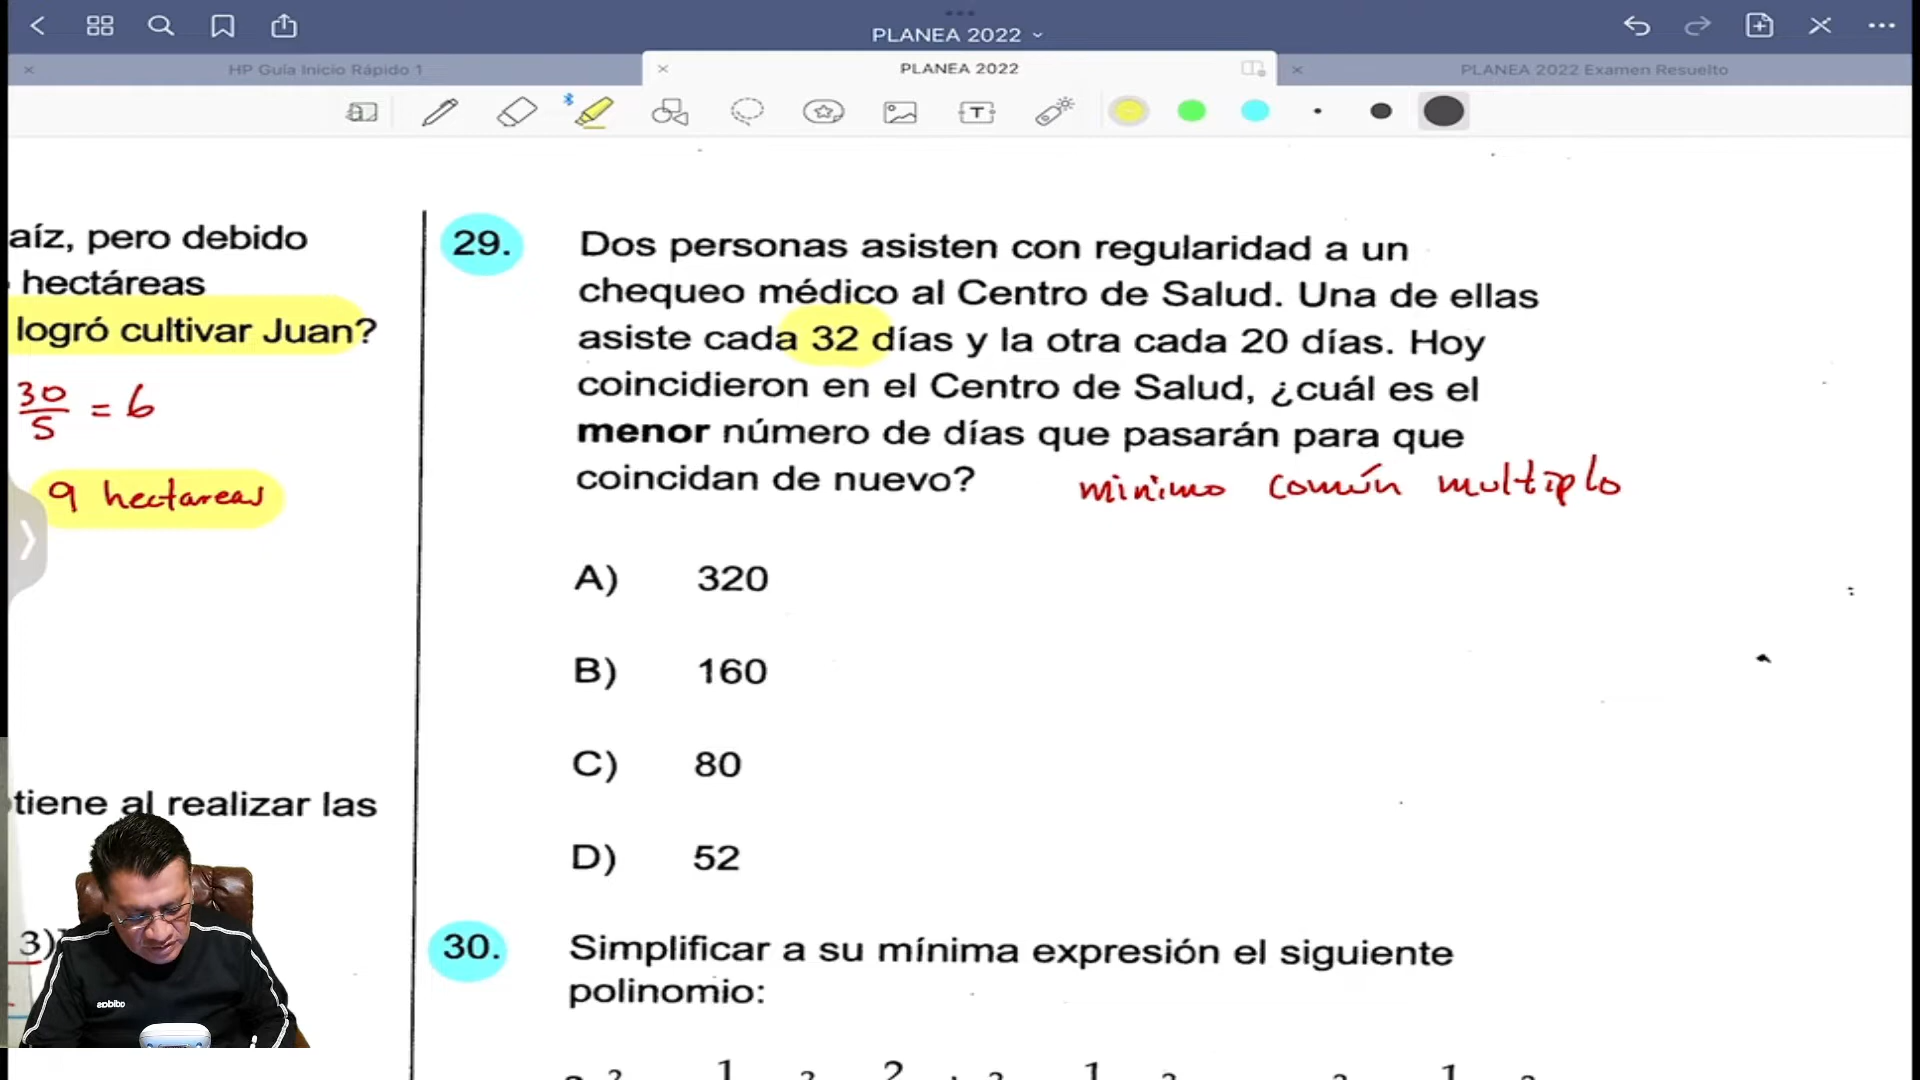 PLANEA 2022
HP Guía Inicio Rápido 1
PLANEA 2022
PLANEA 2022 Examen Resuelto
aíz, pero debido
hectáreas
logró cultivar Juan?
30/5 = 6
9 hectareas
tiene al realizar las
3)
29. Dos personas asisten con regularidad a un
chequeo médico al Centro de Salud. Una de ellas
asiste cada 32 días y la otra cada 20 días. Hoy
coincidieron en el Centro de Salud, ¿cuál es el
menor número de días que pasarán para que
coincidan de nuevo? minimo común multiplo
A) 320
B) 160
C) 80
D) 52
30. Simplificar a su mínima expresión el siguiente
polinomio:
adidas